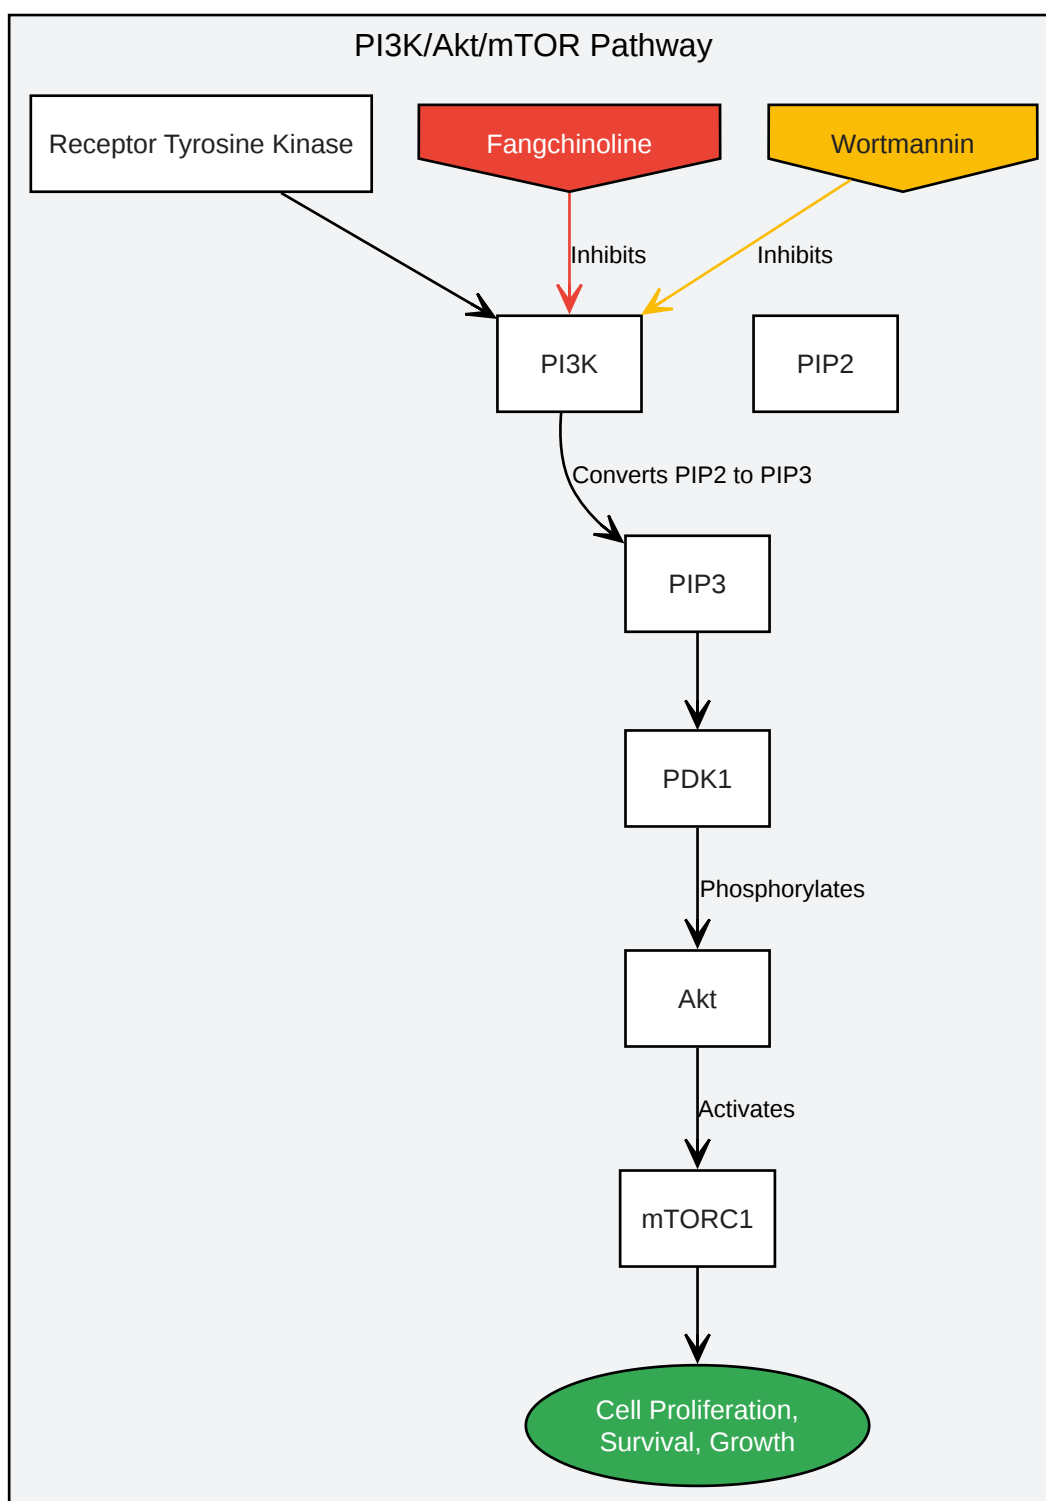 PI3K/Akt/mTOR Pathway
Receptor Tyrosine Kinase
Fangchinoline
Wortmannin
Inhibits
Inhibits
PI3K
PIP2
Converts PIP2 to PIP3
PIP3
PDK1
Phosphorylates
Akt
Activates
mTORC1
Cell Proliferation,
Survival, Growth